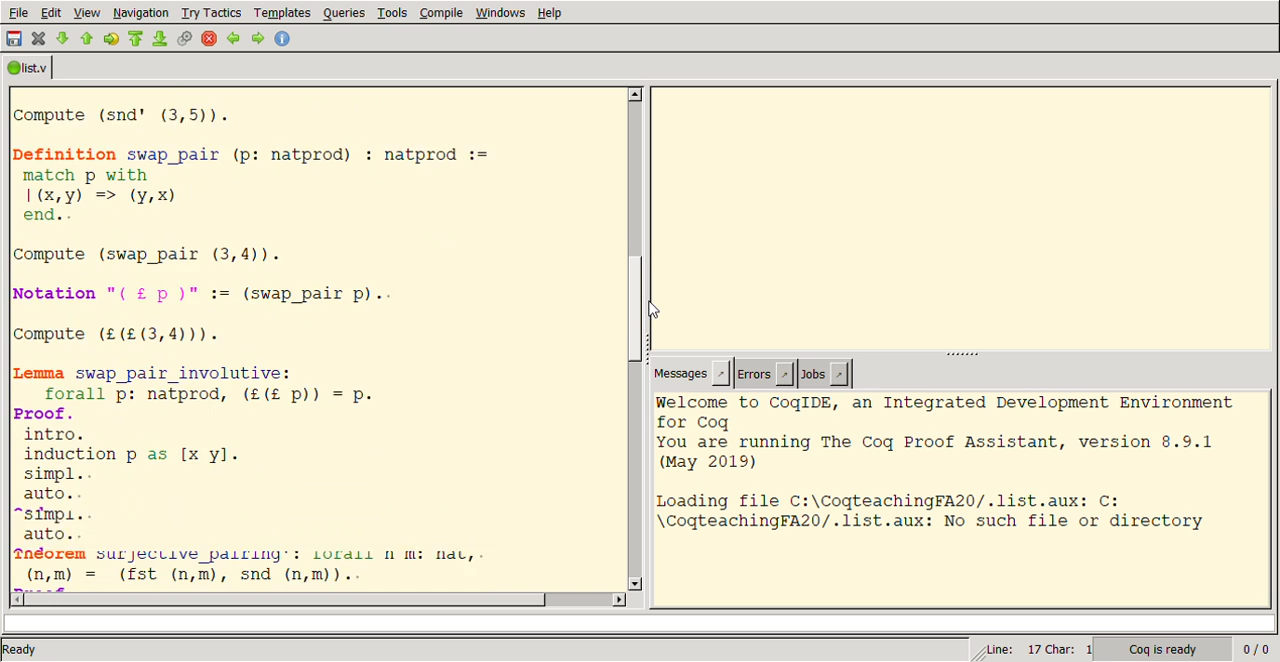 File Edit View Navigation Try Tactics Templates Queries Tools Compile Windows Help
list.v
Compute (snd' (3,5)).
Definition swap_pair (p: natprod) : natprod :=
match p with
|(x,y) => (y,x)
end.
Compute (swap_pair (3,4)).
Notation "( £ p )" := (swap_pair p).
Compute (£(£(3,4))).
Lemma swap_pair_involutive:
forall p: natprod, (£(£ p)) = p.
Proof.
intro.
induction p as [x y].
simpl.
auto.
simpl.
auto.
Theorem surjective_pairing': forall n m: nat,
(n,m) = (fst (n,m), snd (n,m)).
Messages Errors Jobs
Welcome to CoqIDE, an Integrated Development Environment
for Coq
You are running The Coq Proof Assistant, version 8.9.1
(May 2019)
Loading file C:\CoqteachingFA20/.list.aux: C:
\CoqteachingFA20/.list.aux: No such file or directory
Ready
Line: 17 Char: 1
Coq is ready
0 / 0